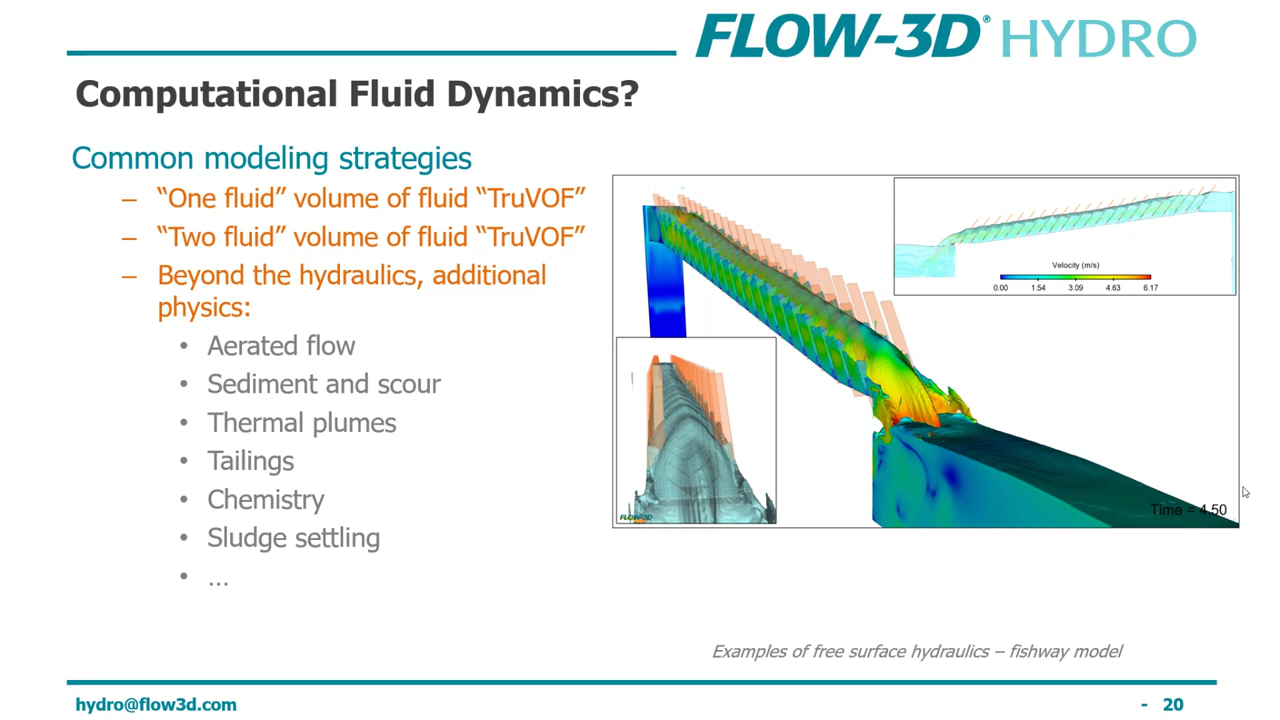 FLOW-3D® HYDRO
Computational Fluid Dynamics?
Common modeling strategies
– “One fluid” volume of fluid “TruVOF”
– “Two fluid” volume of fluid “TruVOF”
– Beyond the hydraulics, additional
physics:
• Aerated flow
• Sediment and scour
• Thermal plumes
• Tailings
• Chemistry
• Sludge settling
• …
Velocity (m/s)
0.00 1.54 3.09 4.63 6.17
FLOW-3D
Time = 4.50
Examples of free surface hydraulics – fishway model
hydro@flow3d.com
- 20